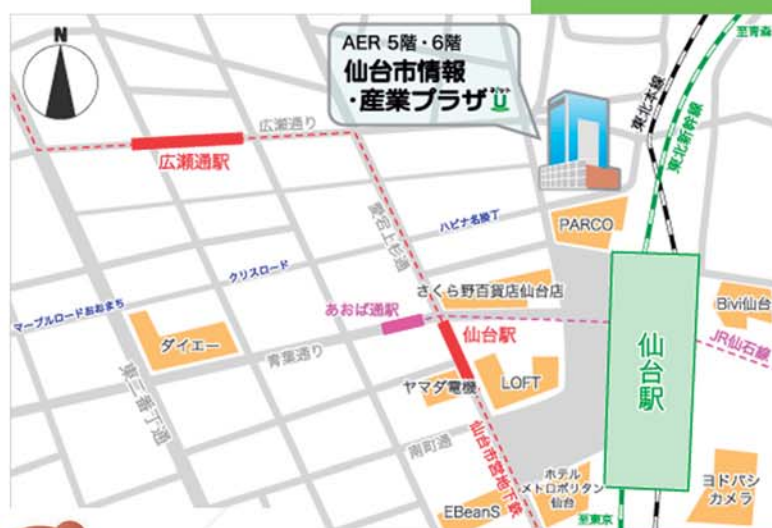 N
AER 5階・6階
仙台市情報
・産業プラザ
至青森
東北本線
東北新幹線
広瀬通り
広瀬通駅
愛宕上杉通
ハピナ名掛丁
PARCO
クリスロード
さくら野百貨店仙台店
マーブルロードおおまち
あおば通駅
仙台駅
Bivi仙台
ダイエー
青葉通り
JR仙石線
仙台駅
ヤマダ電機
LOFT
東二番丁通
南町通
仙台市営地下鉄
ホテル
メトロポリタン
仙台
ヨドバシ
カメラ
EBeanS
至東京